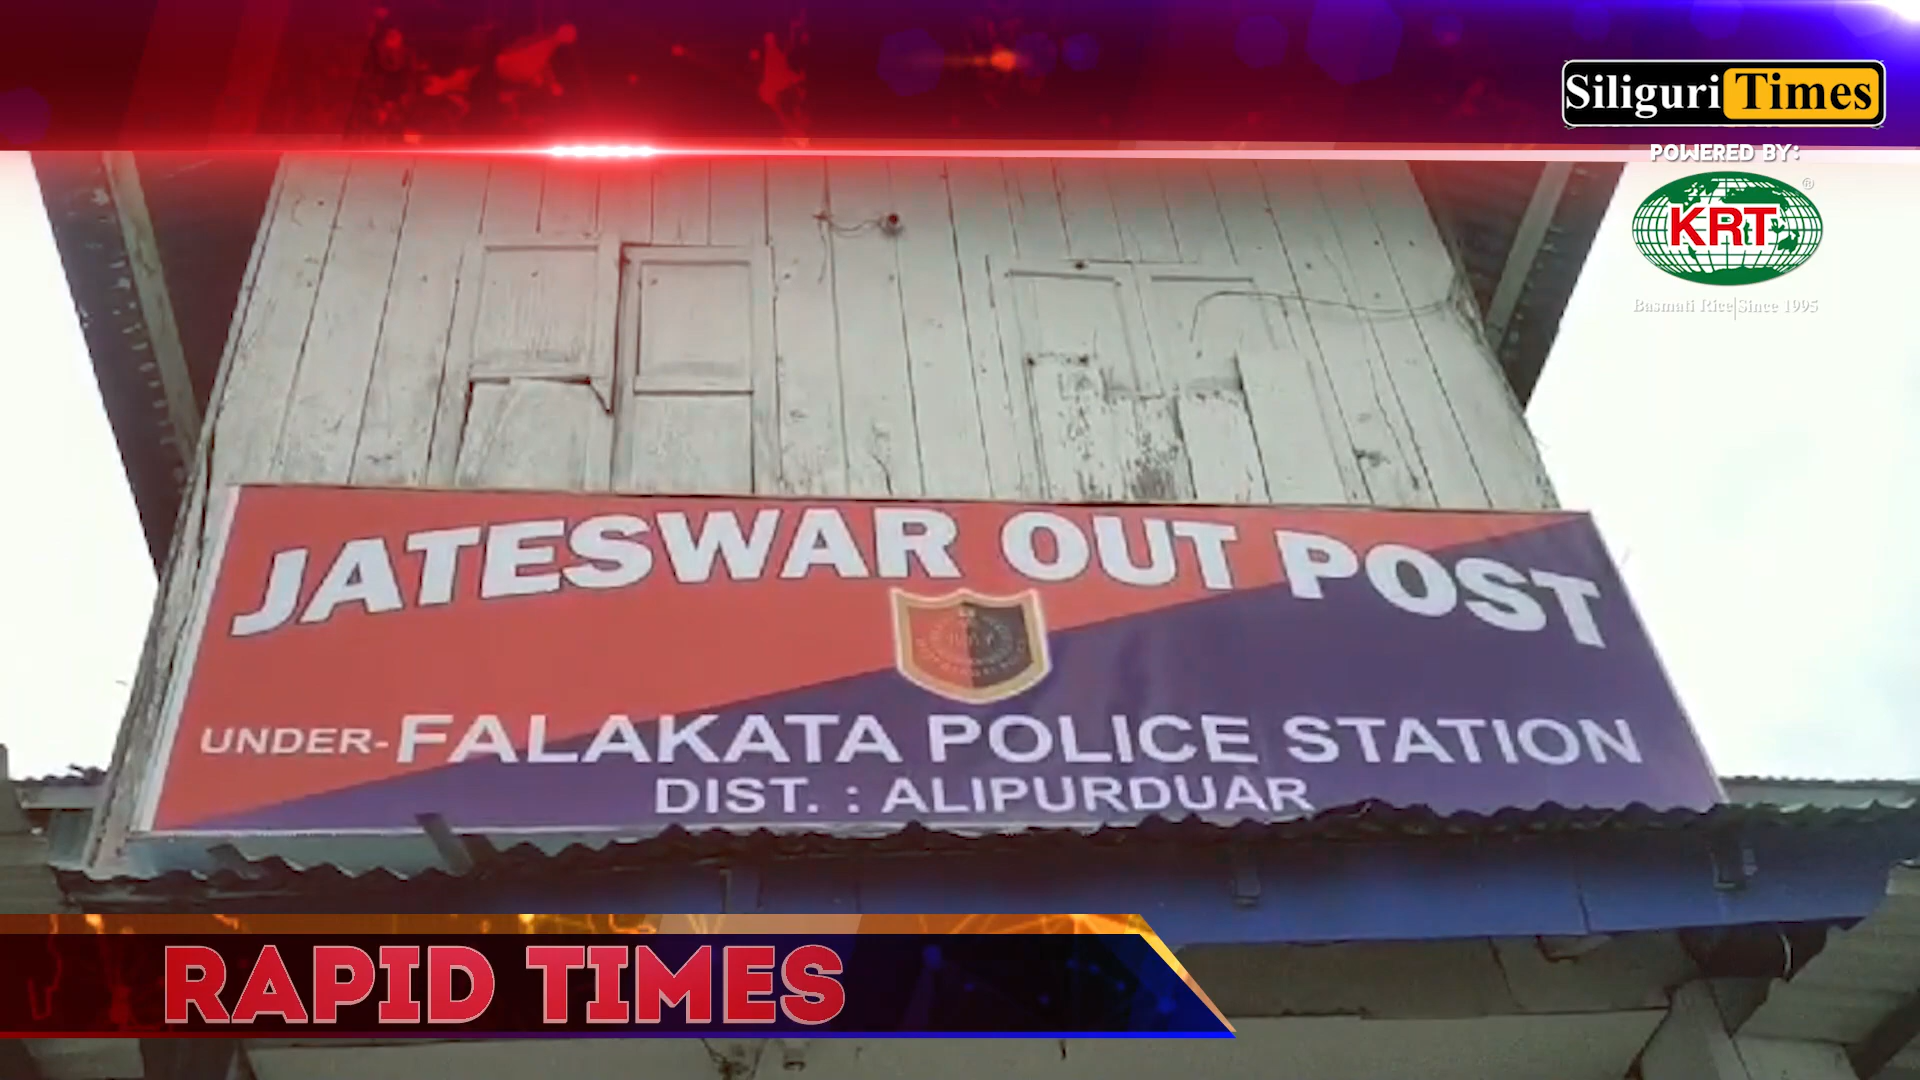 Siliguri Times
POWERED BY:
KRT
®
Basmati Rice|Since 1995
JATESWAR OUT POST
UNDER-FALAKATA POLICE STATION
DIST. : ALIPURDUAR
RAPID TIMES